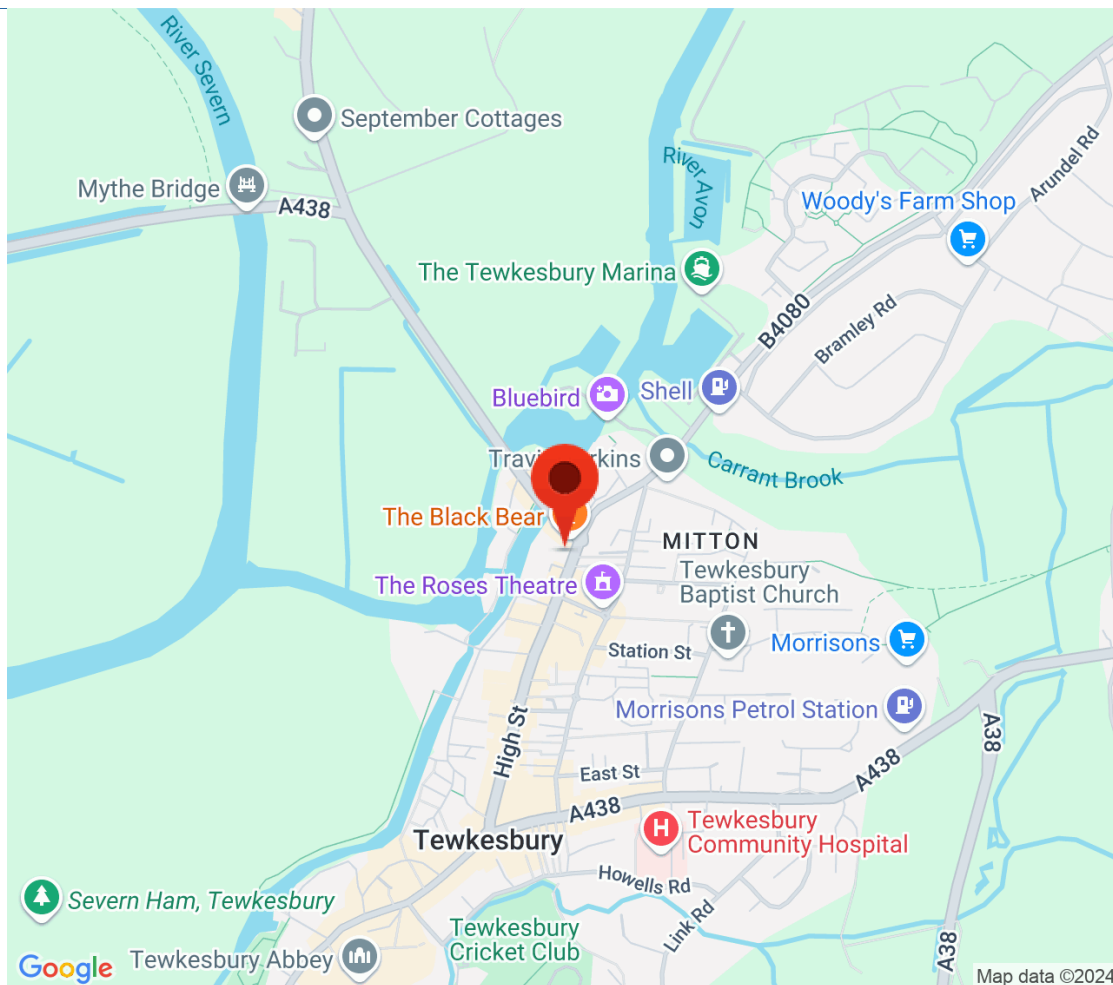 River Severn
September Cottages
Mythe Bridge
A438
River Avon
Arundel Rd
Woody's Farm Shop
The Tewkesbury Marina
B4080
Bramley Rd
Bluebird
Shell
Carrant Brook
The Black Bear
MITTON
The Roses Theatre
Tewkesbury
Baptist Church
Station St
Morrisons
Morrisons Petrol Station
High St
A38
East St
A438
A438
Tewkesbury
Tewkesbury
Community Hospital
Howells Rd
Severn Ham, Tewkesbury
Link Rd
Tewkesbury
Cricket Club
A38
Tewkesbury Abbey
Google
Map data ©2024